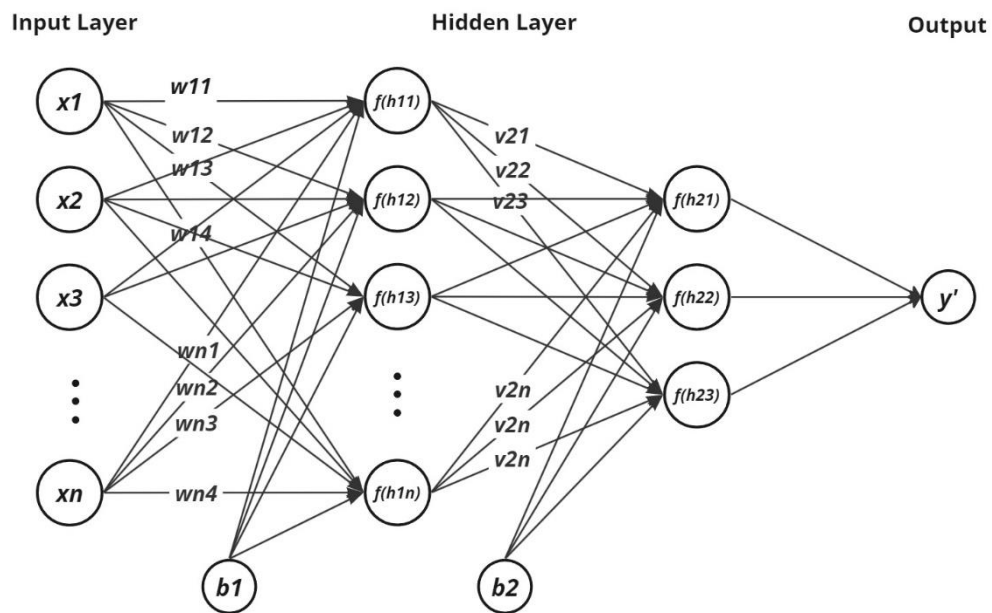 Input Layer
Hidden Layer
Output
x1
x2
x3
xn
w11
w12
w13
w14
wn1
wn2
wn3
wn4
b1
f(h11)
f(h12)
f(h13)
f(h1n)
v21
v22
v23
v2n
v2n
v2n
b2
f(h21)
f(h22)
f(h23)
y'